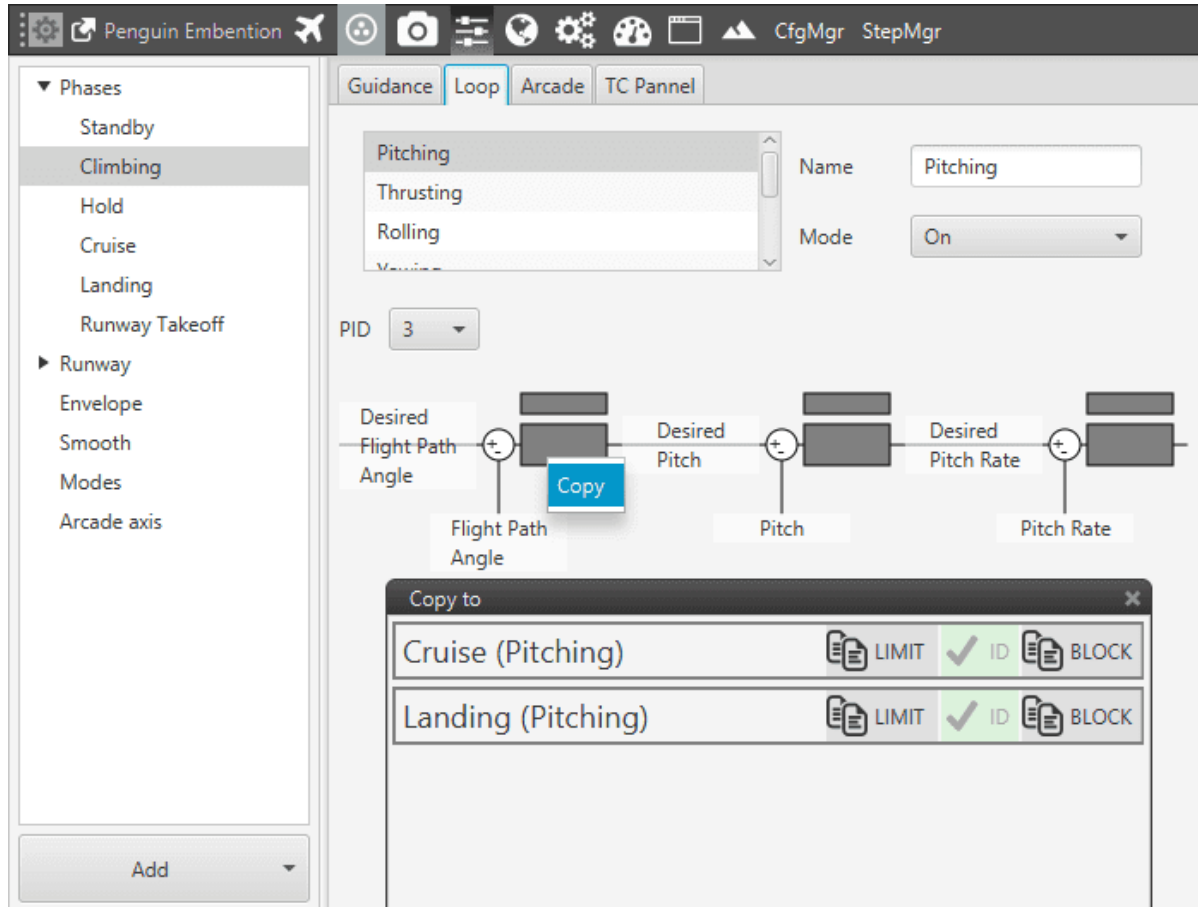 Penguin Embention CfgMgr StepMgr
Phases
Standby
Climbing
Hold
Cruise
Landing
Runway Takeoff
Runway
Envelope
Smooth
Modes
Arcade axis
Add
Guidance Loop Arcade TC Pannel
Pitching
Thrusting
Rolling
Yawing
Name Pitching
Mode On
PID 3
Desired
Flight Path
Angle
Flight Path
Angle
Desired
Pitch
Pitch
Desired
Pitch Rate
Pitch Rate
Copy
Copy to
Cruise (Pitching) LIMIT ID BLOCK
Landing (Pitching) LIMIT ID BLOCK